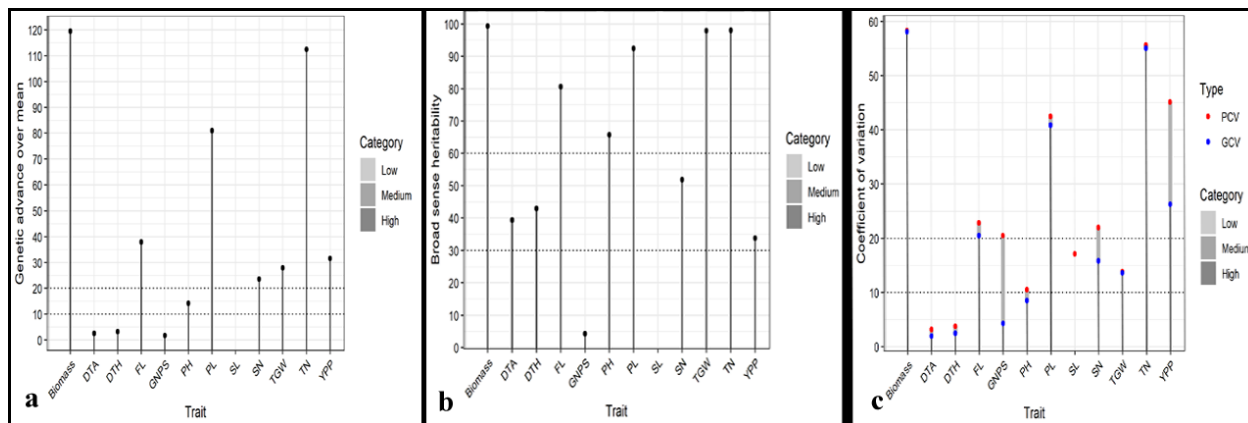 Genetic advance over mean
120
110
100
90
80
70
60
50
40
30
20
10
0
Biomass
DTA
DTH
FL
GNPS
PH
PL
SL
SN
TGW
TN
YPP
Trait
Category
Low
Medium
High
a
Broad sense heritability
100
90
80
70
60
50
40
30
20
10
0
Biomass
DTA
DTH
FL
GNPS
PH
PL
SL
SN
TGW
TN
YPP
Trait
Category
Low
Medium
High
b
Coefficient of variation
60
50
40
30
20
10
0
Biomass
DTA
DTH
FL
GNPS
PH
PL
SL
SN
TGW
TN
YPP
Trait
Type
PCV
GCV
Category
Low
Medium
High
c